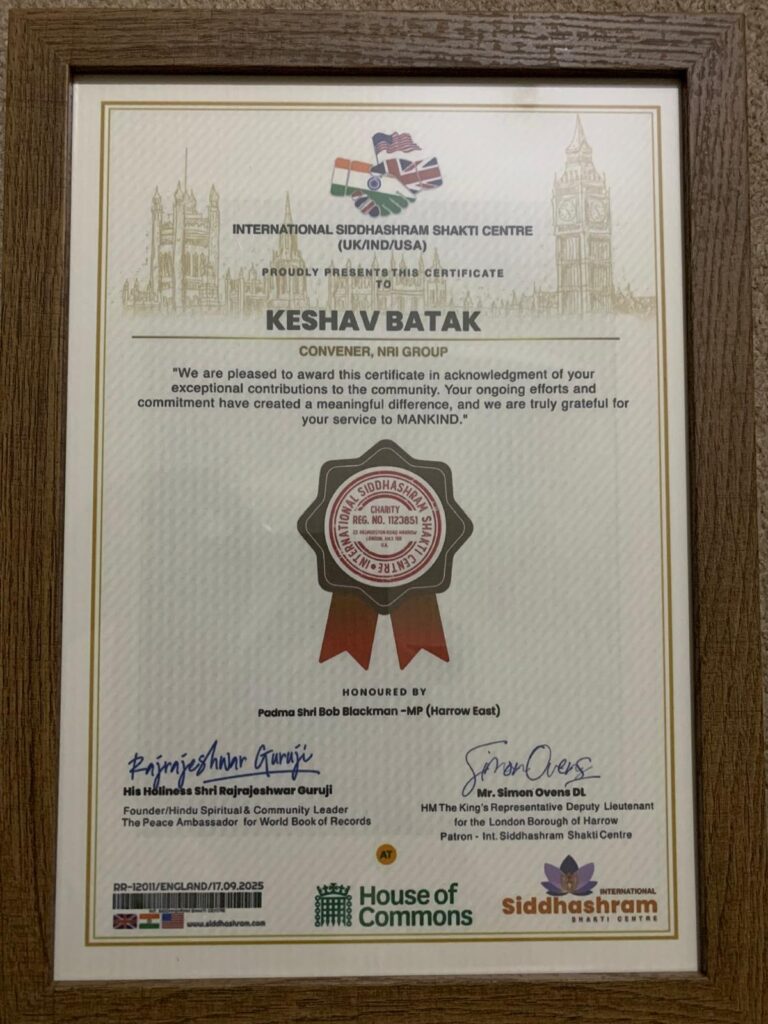 INTERNATIONAL SIDDHASHRAM SHAKTI CENTRE
(UK/IND/USA)
PROUDLY PRESENTS THIS CERTIFICATE
TO
KESHAV BATAK
CONVENER, NRI GROUP
"We are pleased to award this certificate in acknowledgment of your
exceptional contributions to the community. Your ongoing efforts and
commitment have created a meaningful difference, and we are truly grateful for
your service to MANKIND."
INTERNATIONAL SIDDHASHRAM SHAKTI CENTRE
CHARITY
REG. NO. 1123851
LONDON
U.K.
HONOURED BY
Padma Shri Bob Blackman -MP (Harrow East)
Rajrajeshwar Guruji
His Holiness Shri Rajrajeshwar Guruji
Founder/Hindu Spiritual & Community Leader
The Peace Ambassador for World Book of Records
Simon Ovens
Mr. Simon Ovens DL
HM The King's Representative Deputy Lieutenant
for the London Borough of Harrow
Patron - Int. Siddhashram Shakti Centre
AT
RR-12011/ENGLAND/17.09.2025
www.siddhashram.com
House of
Commons
INTERNATIONAL
Siddhashram
SHAKTI CENTRE